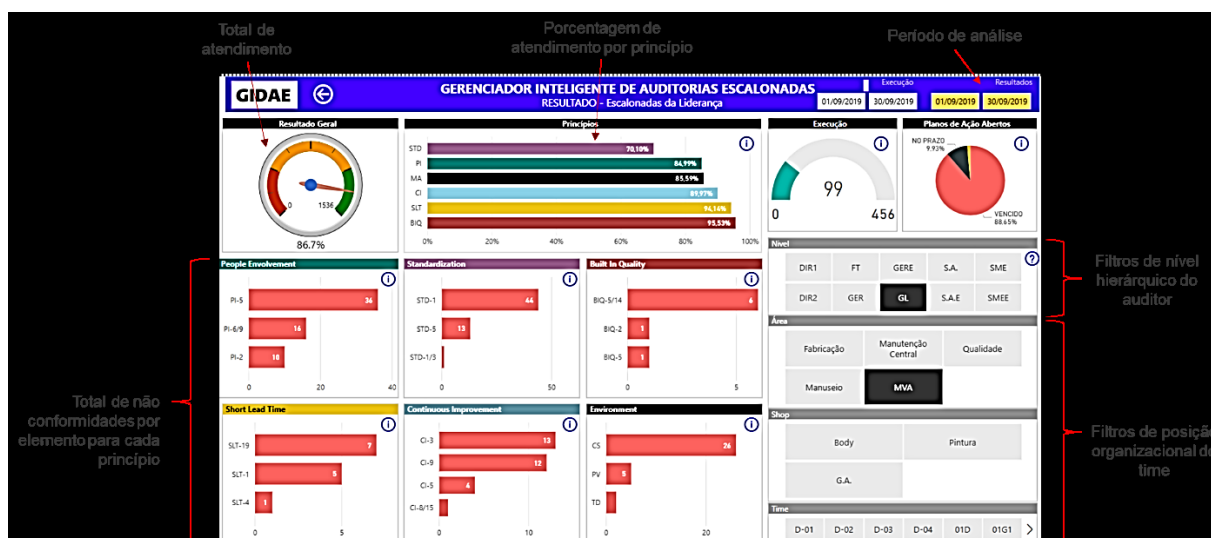 Total de
atendimento
Porcentagem de
atendimento por princípio
Período de análise
GIDAE
GERENCIADOR INTELIGENTE DE AUDITORIAS ESCALONADAS
RESULTADO - Escalonadas da Liderança
Execução
Resultados
01/09/2019
30/09/2019
01/09/2019
30/09/2019
Resultado Geral
0
1536
86.7%
Princípios
STD
70,10%
PI
84,99%
MA
85,59%
CI
89,97%
SLT
94,16%
BIQ
95,53%
0%
20%
40%
60%
80%
100%
Execução
99
0
456
Planos de Ação Abertos
NO PRAZO
9.93%
VENCIDO
88.65%
People Envolvement
PI-5
36
PI-6/9
16
PI-2
10
0
20
40
Standardization
STD-1
44
STD-5
13
STD-1/3
0
50
Built In Quality
BIQ-5/14
6
BIQ-2
1
BIQ-5
1
0
5
Short Lead Time
SLT-19
7
SLT-1
5
SLT-4
1
0
5
Continuous Improvement
CI-3
13
CI-9
12
CI-5
4
CI-8/15
0
10
Environment
CS
26
PV
5
TD
0
20
Nível
DIR1
FT
GERE
S.A.
SME
DIR2
GER
GL
S.A.E
SMEE
Área
Fabricação
Manutenção
Central
Qualidade
Manuseio
MVA
Shop
Body
Pintura
G.A.
Time
D-01
D-02
D-03
D-04
01D
01G1
Total de não
conformidades por
elemento para cada
princípio
Filtros de nível
hierárquico do
auditor
Filtros de posição
organizacional do
time